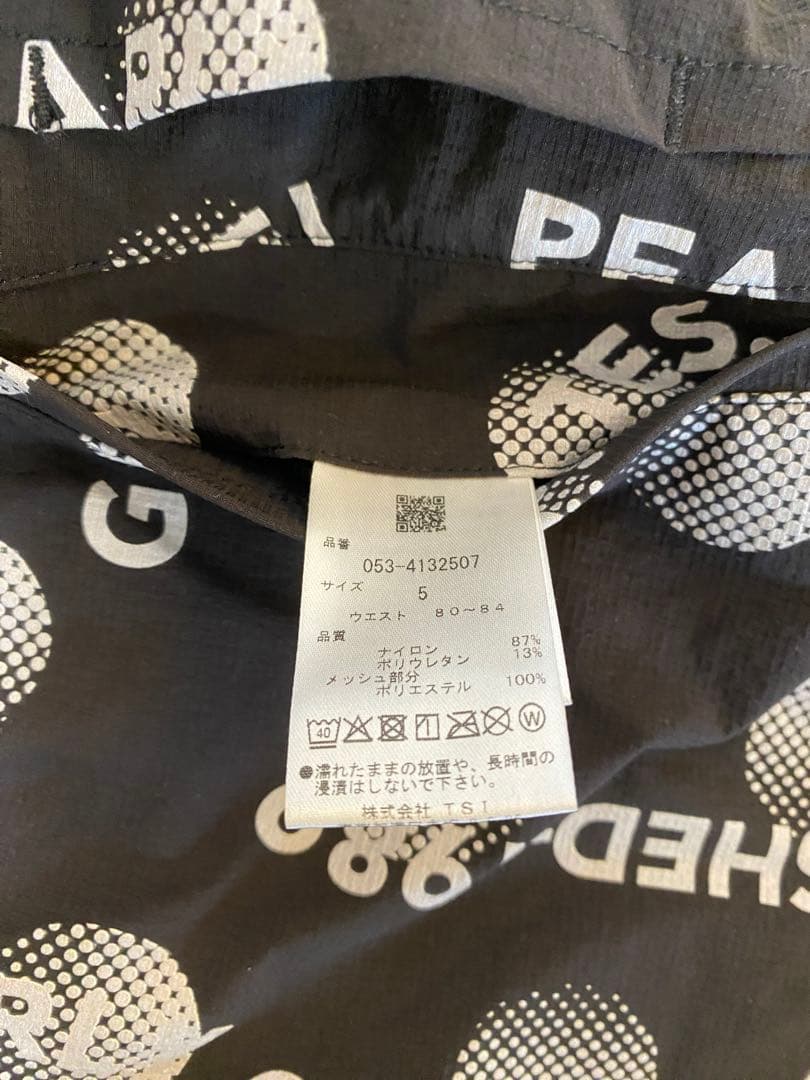 PEA
G
品番
053-4132507
サイズ
5
ウエスト 80~84
品質
ナイロン 87%
ポリウレタン 13%
メッシュ部分
ポリエステル 100%
40
W
●濡れたままの放置や、長時間の
浸漬はしないで下さい。
株式会社 TSI
SHED